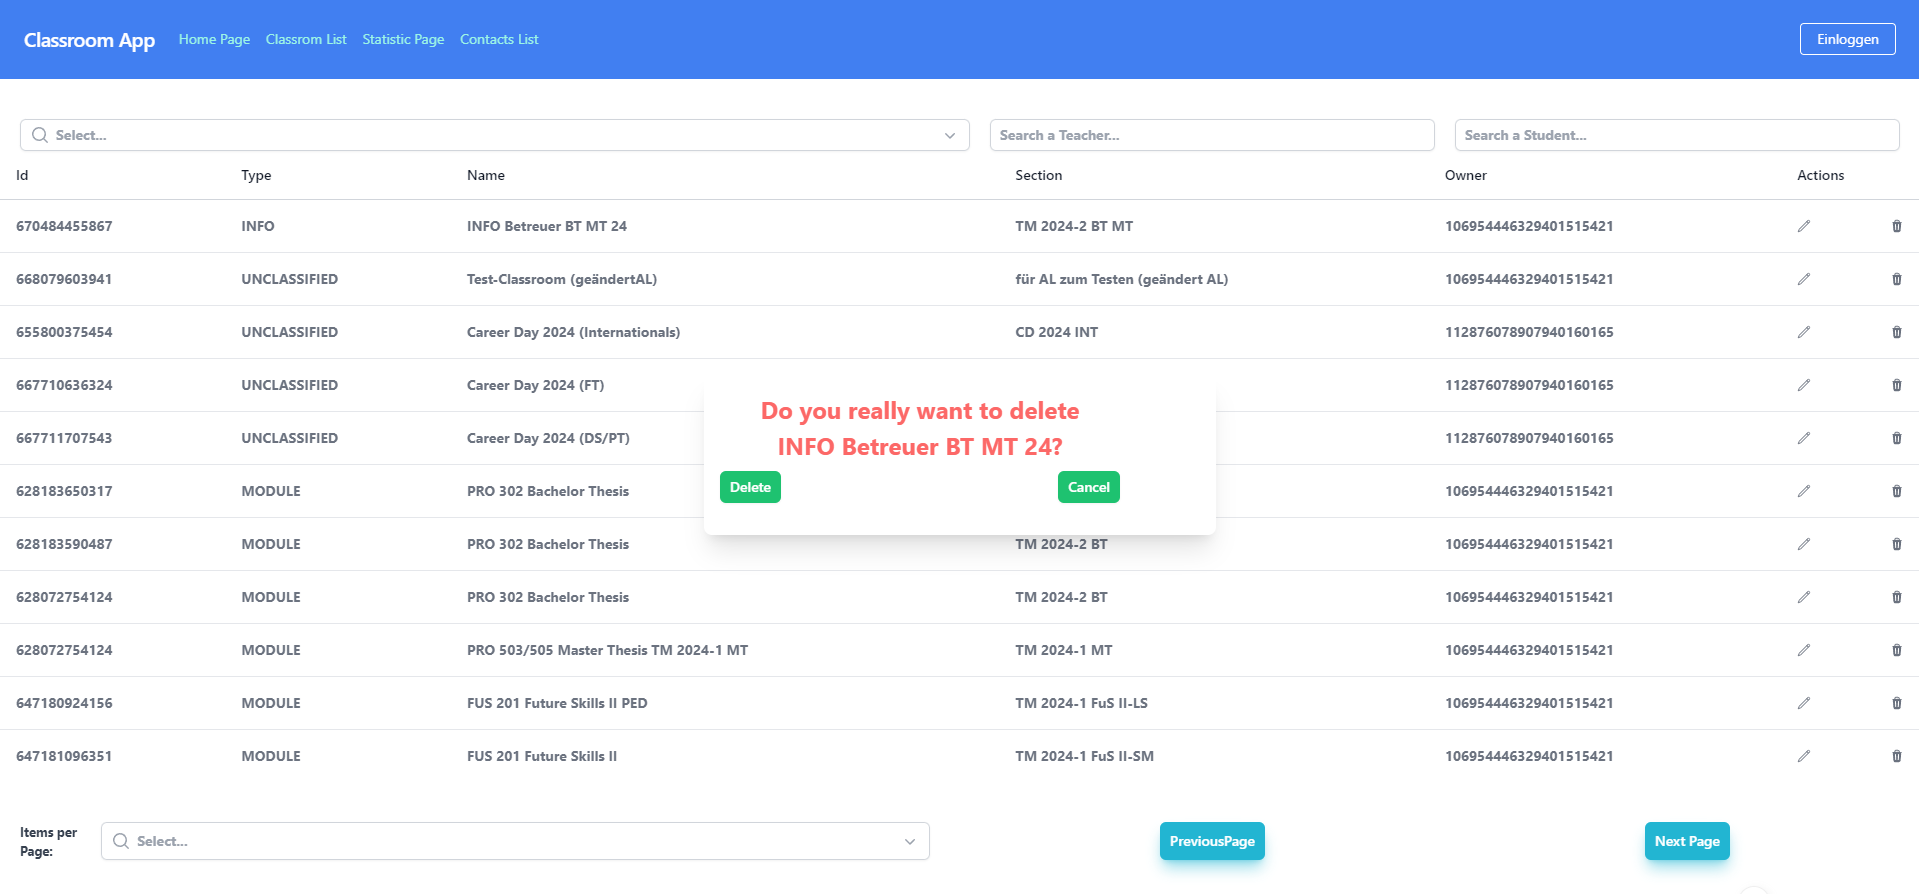 Classroom App Home Page Classrom List Statistic Page Contacts List Einloggen
Select... Search a Teacher... Search a Student...
Id Type Name Section Owner Actions
670484455867 INFO INFO Betreuer BT MT 24 TM 2024-2 BT MT 106954446329401515421
668079603941 UNCLASSIFIED Test-Classroom (geändertAL) für AL zum Testen (geändert AL) 106954446329401515421
655800375454 UNCLASSIFIED Career Day 2024 (Internationals) CD 2024 INT 112876078907940160165
667710636324 UNCLASSIFIED Career Day 2024 (FT) 112876078907940160165
Do you really want to delete
INFO Betreuer BT MT 24?
667711707543 UNCLASSIFIED Career Day 2024 (DS/PT) 112876078907940160165
Delete Cancel
628183650317 MODULE PRO 302 Bachelor Thesis 106954446329401515421
628183590487 MODULE PRO 302 Bachelor Thesis TM 2024-2 BT 106954446329401515421
628072754124 MODULE PRO 302 Bachelor Thesis TM 2024-2 BT 106954446329401515421
628072754124 MODULE PRO 503/505 Master Thesis TM 2024-1 MT TM 2024-1 MT 106954446329401515421
647180924156 MODULE FUS 201 Future Skills II PED TM 2024-1 FuS II-LS 106954446329401515421
647181096351 MODULE FUS 201 Future Skills II TM 2024-1 FuS II-SM 106954446329401515421
Items per
Page:
Select... PreviousPage Next Page